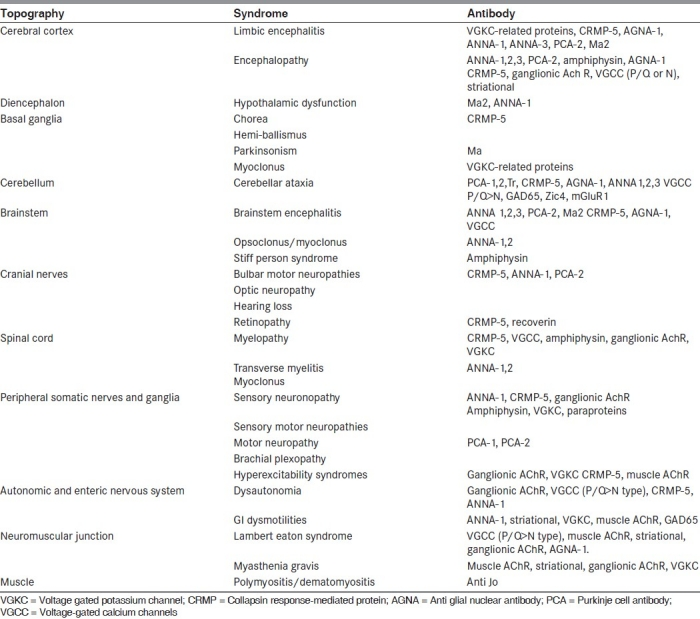 Topography Syndrome Antibody
Cerebral cortex Limbic encephalitis VGKC-related proteins, CRMP-5, AGNA-1,
ANNA-1, ANNA-3, PCA-2, Ma2
Encephalopathy ANNA-1,2,3, PCA-2, amphiphysin, AGNA-1
CRMP-5, ganglionic Ach R, VGCC (P/Q or N),
striational
Diencephalon Hypothalamic dysfunction Ma2, ANNA-1
Basal ganglia Chorea CRMP-5
Hemi-ballismus
Parkinsonism Ma
Myoclonus VGKC-related proteins
Cerebellum Cerebellar ataxia PCA-1,2,Tr, CRMP-5, AGNA-1, ANNA1,2,3 VGCC
P/Q>N, GAD65, Zic4, mGluR1
Brainstem Brainstem encephalitis ANNA 1,2,3, PCA-2, Ma2 CRMP-5, AGNA-1,
VGCC
Opsoclonus/myoclonus ANNA-1,2
Stiff person syndrome Amphiphysin
Cranial nerves Bulbar motor neuropathies CRMP-5, ANNA-1, PCA-2
Optic neuropathy
Hearing loss
Retinopathy CRMP-5, recoverin
Spinal cord Myelopathy CRMP-5, VGCC, amphiphysin, ganglionic AchR,
VGKC
Transverse myelitis ANNA-1,2
Myoclonus
Peripheral somatic nerves and ganglia Sensory neuronopathy ANNA-1, CRMP-5, ganglionic AchR
Amphiphysin, VGKC, paraproteins
Sensory motor neuropathies
Motor neuropathy PCA-1, PCA-2
Brachial plexopathy
Hyperexcitability syndromes Ganglionic AChR, VGKC CRMP-5, muscle AChR
Autonomic and enteric nervous system Dysautonomia Ganglionic AChR, VGCC (P/Q>N type), CRMP-5,
ANNA-1
GI dysmotilities ANNA-1, striational, VGKC, muscle AChR, GAD65
Neuromuscular junction Lambert eaton syndrome VGCC (P/Q>N type), muscle AChR, striational,
ganglionic AChR, AGNA-1.
Myasthenia gravis Muscle AChR, striational, ganglionic AChR, VGKC
Muscle Polymyositis/dematomyositis Anti Jo
VGKC = Voltage gated potassium channel; CRMP = Collapsin response-mediated protein; AGNA = Anti glial nuclear antibody; PCA = Purkinje cell antibody;
VGCC = Voltage-gated calcium channels